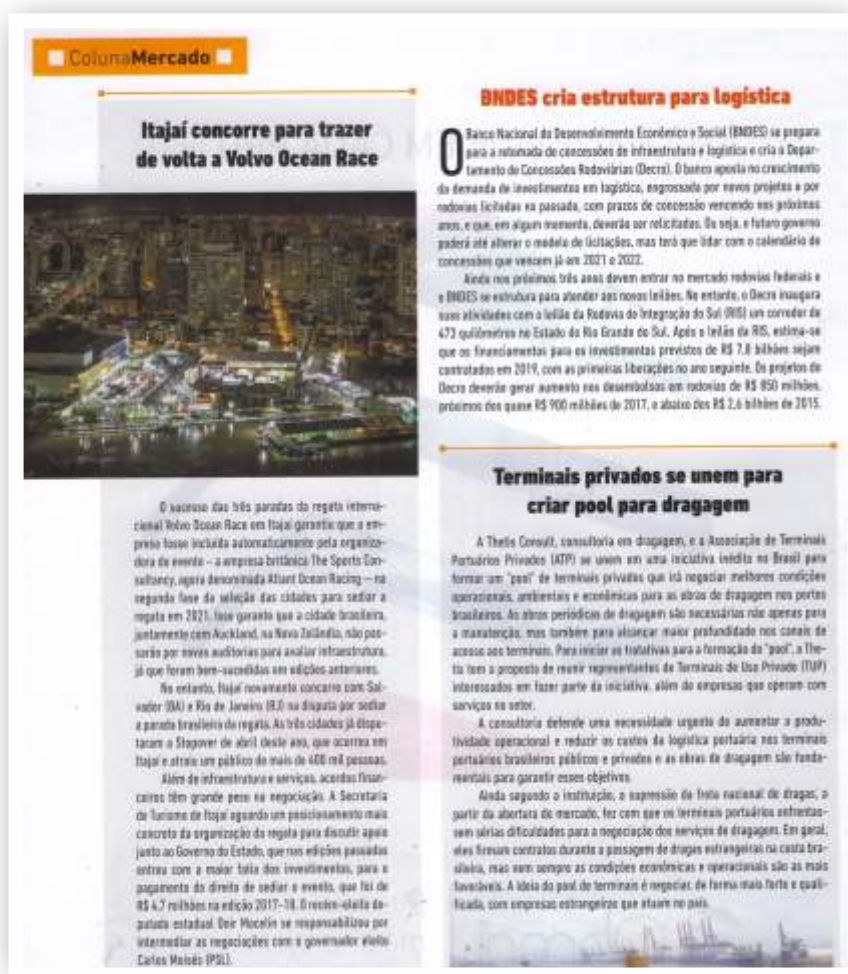 ColunaMercado
Itajaí concorre para trazer
de volta a Volvo Ocean Race
O sucesso das três paradas da regata interna-
cional Volvo Ocean Race em Itajaí garantiu que a em-
presa fosse incluída automaticamente pela organiza-
dora do evento – a empresa britânica The Sports Con-
sultancy, agora denominada Atlant Ocean Racing – na
segunda fase da seleção das cidades para sediar a
regata em 2021. Isso garante que a cidade brasileira,
juntamente com Auckland, na Nova Zelândia, não pas-
sarão por novas auditorias para avaliar infraestrutura,
já que foram bem-sucedidas em edições anteriores.
No entanto, Itajaí novamente concorre com Sal-
vador (BA) e Rio de Janeiro (RJ) na disputa por sediar
a parada brasileira da regata. As três cidades já dispu-
taram a Stopover de abril deste ano, que ocorreu em
Itajaí e atraiu um público de mais de 400 mil pessoas.
Além de infraestrutura e serviços, acordos finan-
ceiros têm grande peso na negociação. A Secretaria
de Turismo de Itajaí aguarda um posicionamento mais
concreto da organização da regata para discutir apoio
junto ao Governo do Estado, que nas edições passadas
entrou com a maior fatia dos investimentos, para o
pagamento do direito de sediar o evento, que foi de
R$ 4,7 milhões na edição 2017-18. O recém-eleito de-
putado estadual Onir Mocelin se responsabilizou por
intermediar as negociações com o governador eleito
Carlos Moisés (PSL).
BNDES cria estrutura para logística
O Banco Nacional do Desenvolvimento Econômico e Social (BNDES) se prepara
para a retomada de concessões de infraestrutura e logística e cria o Depar-
tamento de Concessões Rodoviárias (Decro). O banco aposta no crescimento
da demanda de investimentos em logística, engrossada por novos projetos e por
rodovias licitadas no passado, com prazos de concessão vencendo nos próximos
anos, e que, em algum momento, deverão ser relicitadas. Ou seja, o futuro governo
poderá até alterar o modelo de licitações, mas terá que lidar com o calendário de
concessões que vencem já em 2021 e 2022.
Ainda nos próximos três anos devem entrar no mercado rodovias federais e
o BNDES se estrutura para atender aos novos leilões. No entanto, o Decro inaugura
suas atividades com o leilão da Rodovia de Integração do Sul (RIS) um corredor de
473 quilômetros no Estado do Rio Grande do Sul. Após o leilão da RIS, estima-se
que os financiamentos para os investimentos previstos de R$ 7,8 bilhões sejam
contratados em 2019, com as primeiras liberações no ano seguinte. Os projetos do
Decro deverão gerar aumento nos desembolsos em rodovias de R$ 850 milhões,
próximos dos quase R$ 900 milhões de 2017, e abaixo dos R$ 2,6 bilhões de 2015.
Terminais privados se unem para
criar pool para dragagem
A Thetis Consult, consultoria em dragagem, e a Associação de Terminais
Portuários Privados (ATP) se unem em uma iniciativa inédita no Brasil para
formar um "pool" de terminais privados que irá negociar melhores condições
operacionais, ambientais e econômicas para as obras de dragagem nos portos
brasileiros. As obras periódicas de dragagem são necessárias não apenas para
a manutenção, mas também para alcançar maior profundidade nos canais de
acesso aos terminais. Para iniciar as tratativas para a formação do "pool", a The-
tis tem a proposta de reunir representantes de Terminais de Uso Privado (TUP)
interessados em fazer parte da iniciativa, além de empresas que operam com
serviços no setor.
A consultoria defende uma necessidade urgente de aumentar a produ-
tividade operacional e reduzir os custos da logística portuária nos terminais
portuários brasileiros públicos e privados e as obras de dragagem são funda-
mentais para garantir esses objetivos.
Ainda segundo a instituição, a supressão da frota nacional de dragas, a
partir da abertura do mercado, fez com que os terminais portuários enfrentas-
sem sérias dificuldades para a negociação dos serviços de dragagem. Em geral,
eles firmam contratos durante a passagem de dragas estrangeiras na costa bra-
sileira, mas nem sempre as condições econômicas e operacionais são as mais
favoráveis. A ideia do pool de terminais é negociar de forma mais forte e quali-
ficada, com empresas estrangeiras que atuam no país.